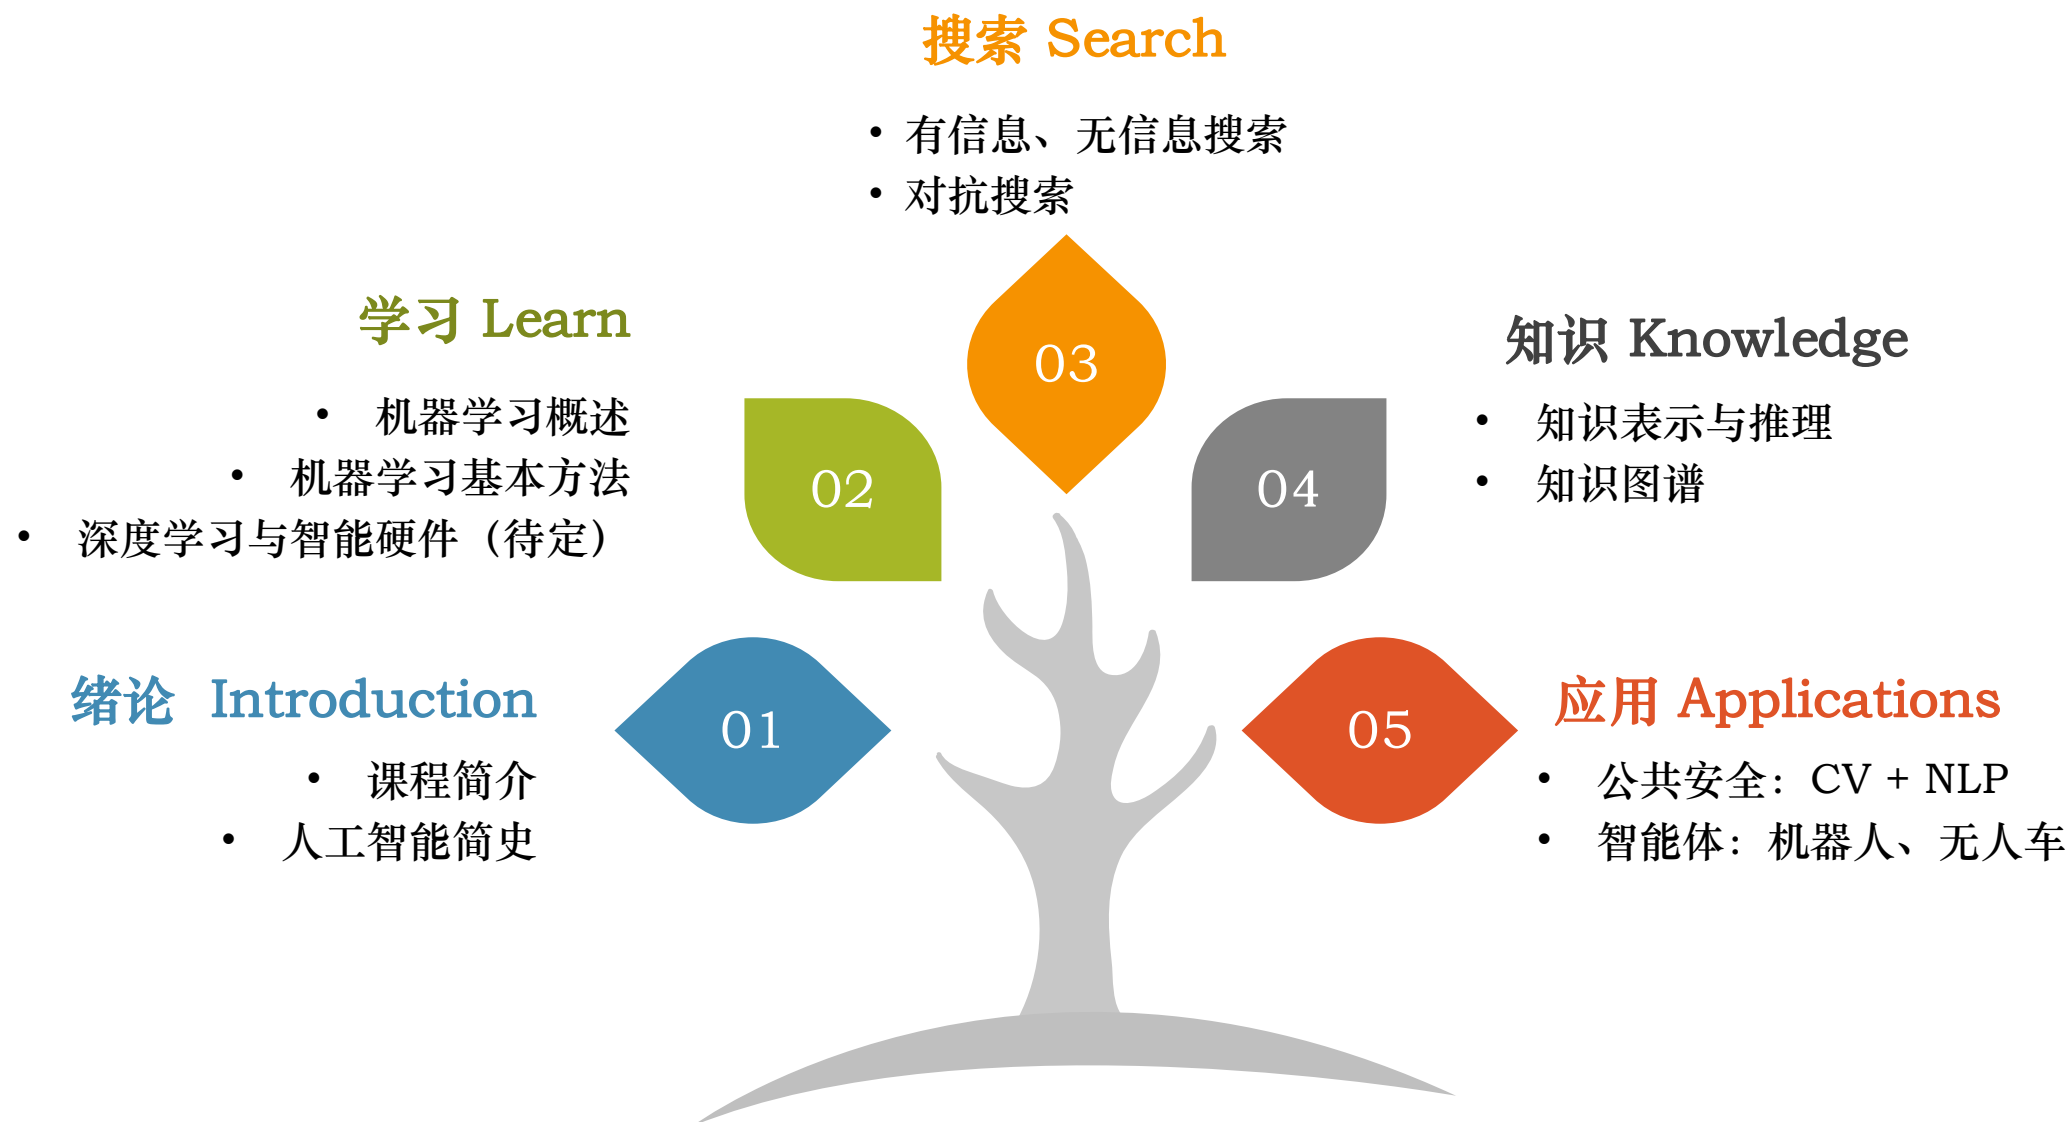 搜索 Search
• 有信息、无信息搜索
• 对抗搜索
03
学习 Learn
• 机器学习概述
• 机器学习基本方法
• 深度学习与智能硬件（待定）
02
知识 Knowledge
• 知识表示与推理
• 知识图谱
04
绪论 Introduction
• 课程简介
• 人工智能简史
01
应用 Applications
• 公共安全：CV + NLP
• 智能体：机器人、无人车
05